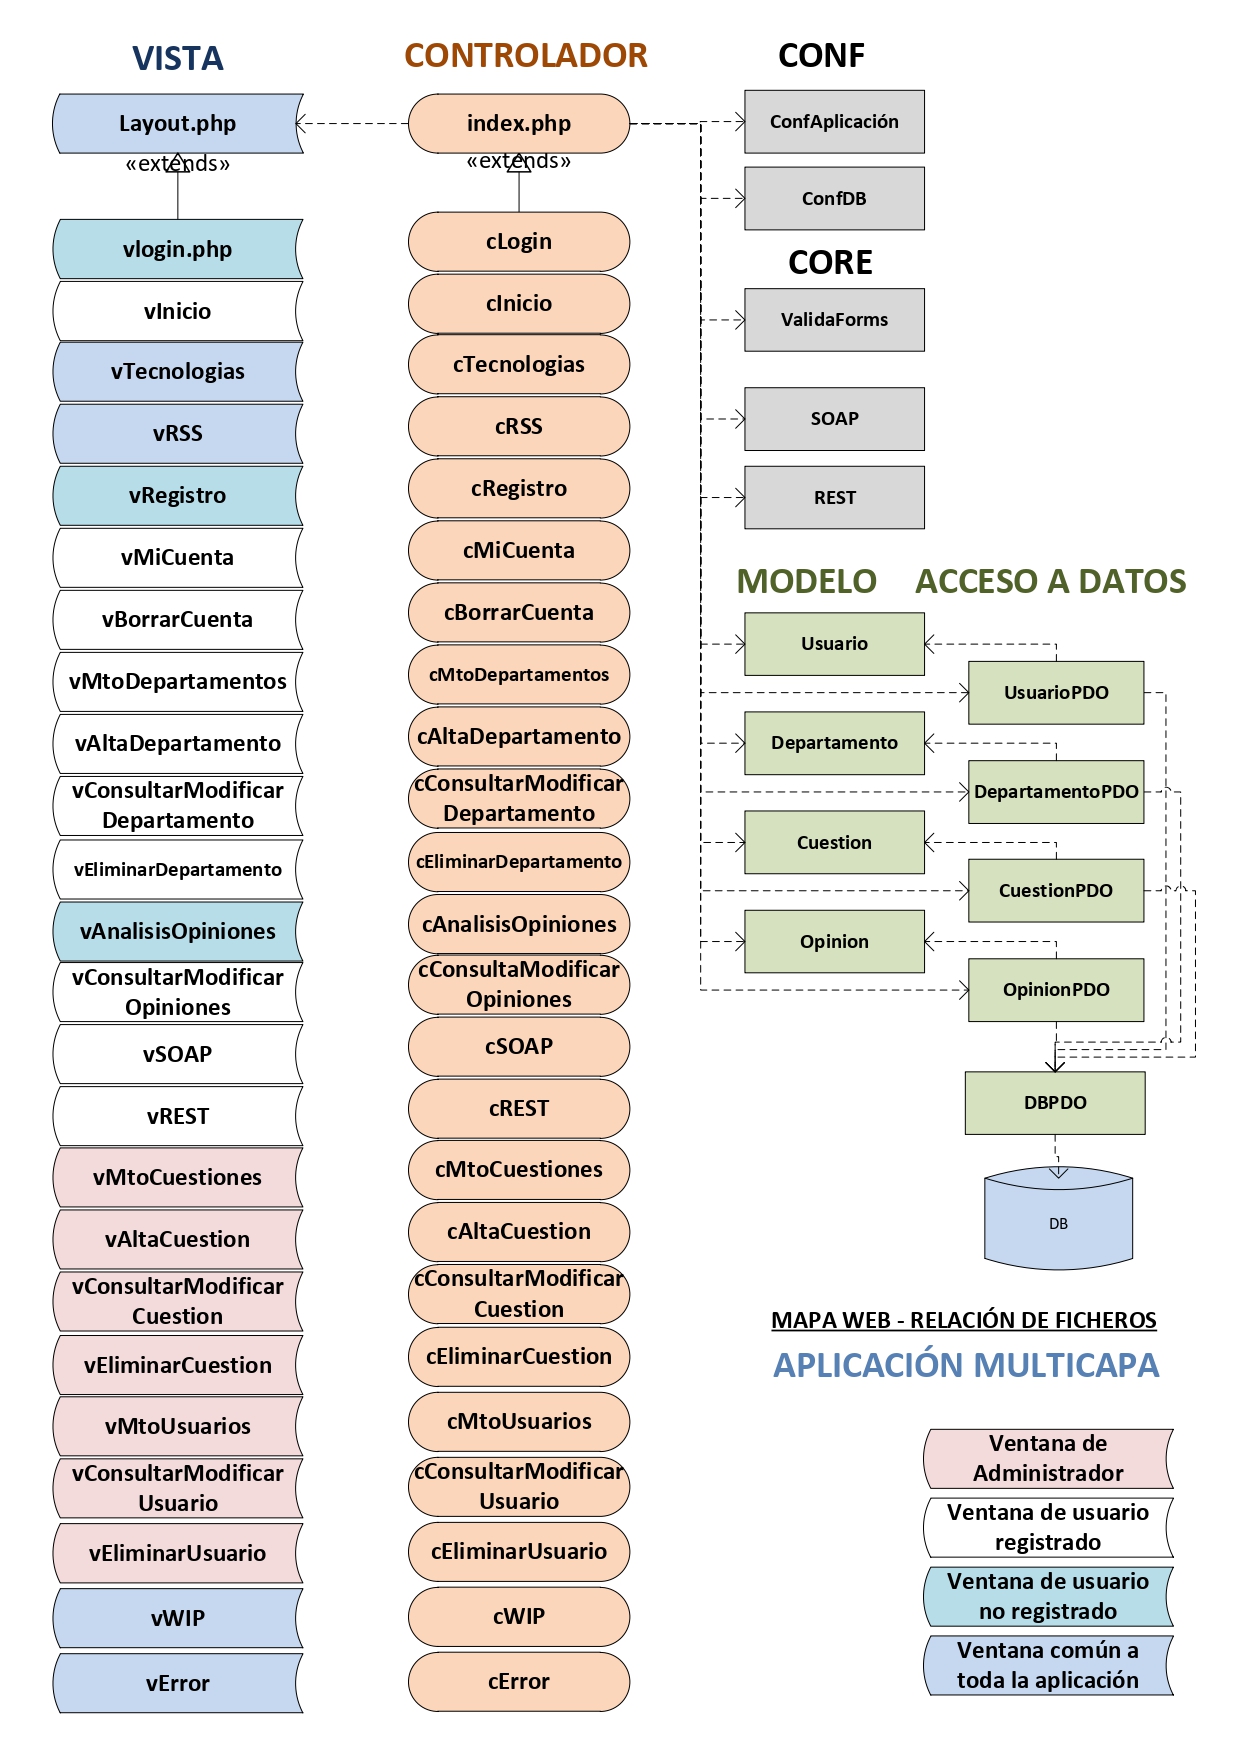 VISTA
Layout.php
«extends»
vlogin.php
vInicio
vTecnologias
vRSS
vRegistro
vMiCuenta
vBorrarCuenta
vMtoDepartamentos
vAltaDepartamento
vConsultarModificar
Departamento
vEliminarDepartamento
vAnalisisOpiniones
vConsultarModificar
Opiniones
vSOAP
vREST
vMtoCuestiones
vAltaCuestion
vConsultarModificar
Cuestion
vEliminarCuestion
vMtoUsuarios
vConsultarModificar
Usuario
vEliminarUsuario
vWIP
vError
CONTROLADOR
index.php
«extends»
cLogin
cInicio
cTecnologias
cRSS
cRegistro
cMiCuenta
cBorrarCuenta
cMtoDepartamentos
cAltaDepartamento
cConsultarModificar
Departamento
cEliminarDepartamento
cAnalisisOpiniones
cConsultaModificar
Opiniones
cSOAP
cREST
cMtoCuestiones
cAltaCuestion
cConsultarModificar
Cuestion
cEliminarCuestion
cMtoUsuarios
cConsultarModificar
Usuario
cEliminarUsuario
cWIP
cError
CONF
ConfAplicación
ConfDB
CORE
ValidaForms
SOAP
REST
MODELO
Usuario
Departamento
Cuestion
Opinion
ACCESO A DATOS
UsuarioPDO
DepartamentoPDO
CuestionPDO
OpinionPDO
DBPDO
DB
MAPA WEB - RELACIÓN DE FICHEROS
APLICACIÓN MULTICAPA
Ventana de
Administrador
Ventana de usuario
registrado
Ventana de usuario
no registrado
Ventana común a
toda la aplicación